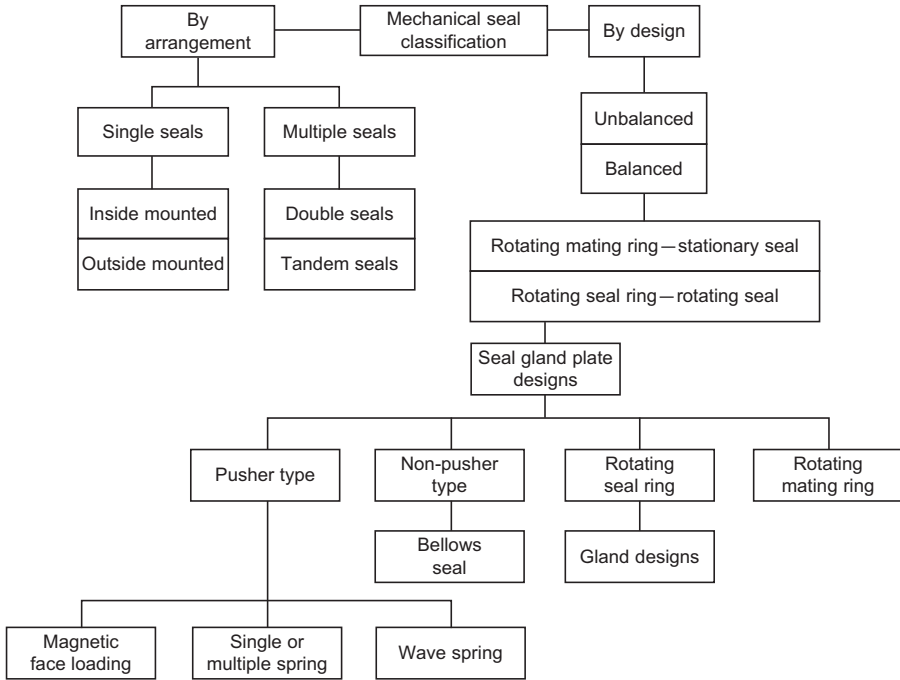 By
arrangement
Mechanical seal
classification
By design
Single seals
Multiple seals
Unbalanced
Balanced
Inside mounted
Outside mounted
Double seals
Tandem seals
Rotating mating ring—stationary seal
Rotating seal ring—rotating seal
Seal gland plate
designs
Pusher type
Non-pusher
type
Rotating
seal ring
Rotating
mating ring
Bellows
seal
Gland designs
Magnetic
face loading
Single or
multiple spring
Wave spring